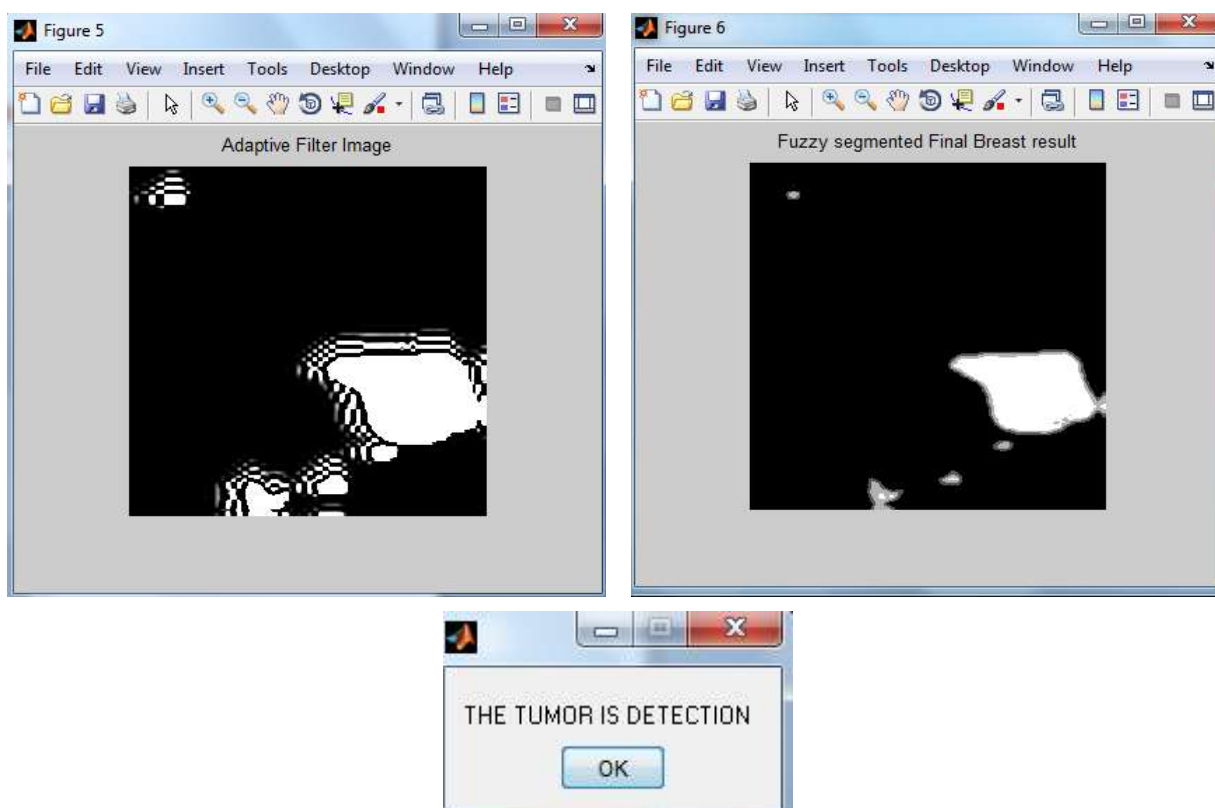 Figure 5
File Edit View Insert Tools Desktop Window Help
Adaptive Filter Image
Figure 6
File Edit View Insert Tools Desktop Window Help
Fuzzy segmented Final Breast result
THE TUMOR IS DETECTION
OK